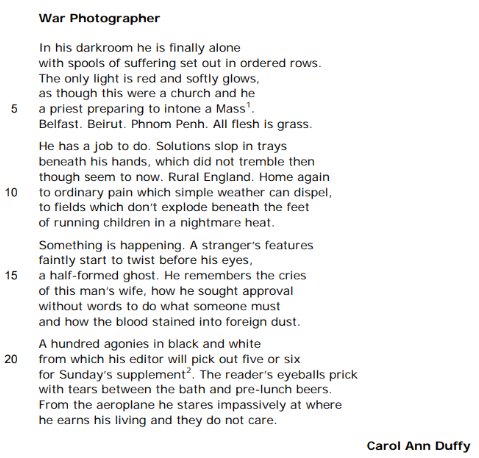 War Photographer
In his darkroom he is finally alone
with spools of suffering set out in ordered rows.
The only light is red and softly glows,
as though this were a church and he
5 a priest preparing to intone a Mass¹.
Belfast. Beirut. Phnom Penh. All flesh is grass.
He has a job to do. Solutions slop in trays
beneath his hands, which did not tremble then
though seem to now. Rural England. Home again
10 to ordinary pain which simple weather can dispel,
to fields which don't explode beneath the feet
of running children in a nightmare heat.
Something is happening. A stranger's features
faintly start to twist before his eyes,
15 a half-formed ghost. He remembers the cries
of this man's wife, how he sought approval
without words to do what someone must
and how the blood stained into foreign dust.
A hundred agonies in black and white
20 from which his editor will pick out five or six
for Sunday's supplement². The reader's eyeballs prick
with tears between the bath and pre-lunch beers.
From the aeroplane he stares impassively at where
he earns his living and they do not care.
Carol Ann Duffy